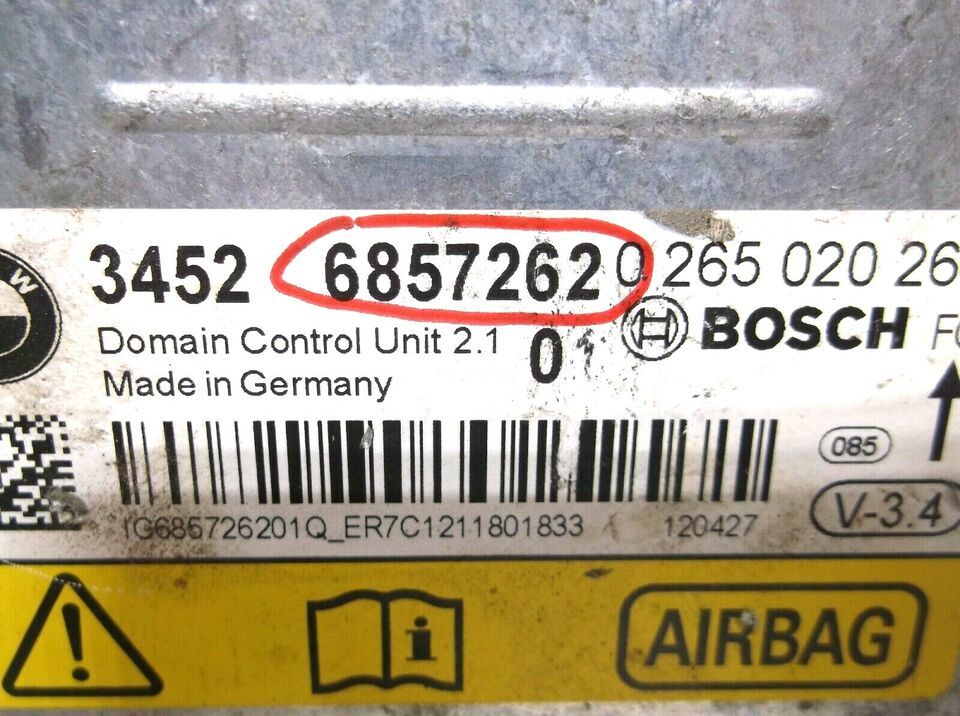 W
3452 6857262 0 265 020 26
Domain Control Unit 2.1 0 BOSCH
Made in Germany
085
V-3.4
IG685726201Q_ER7C1211801833 120427
AIRBAG